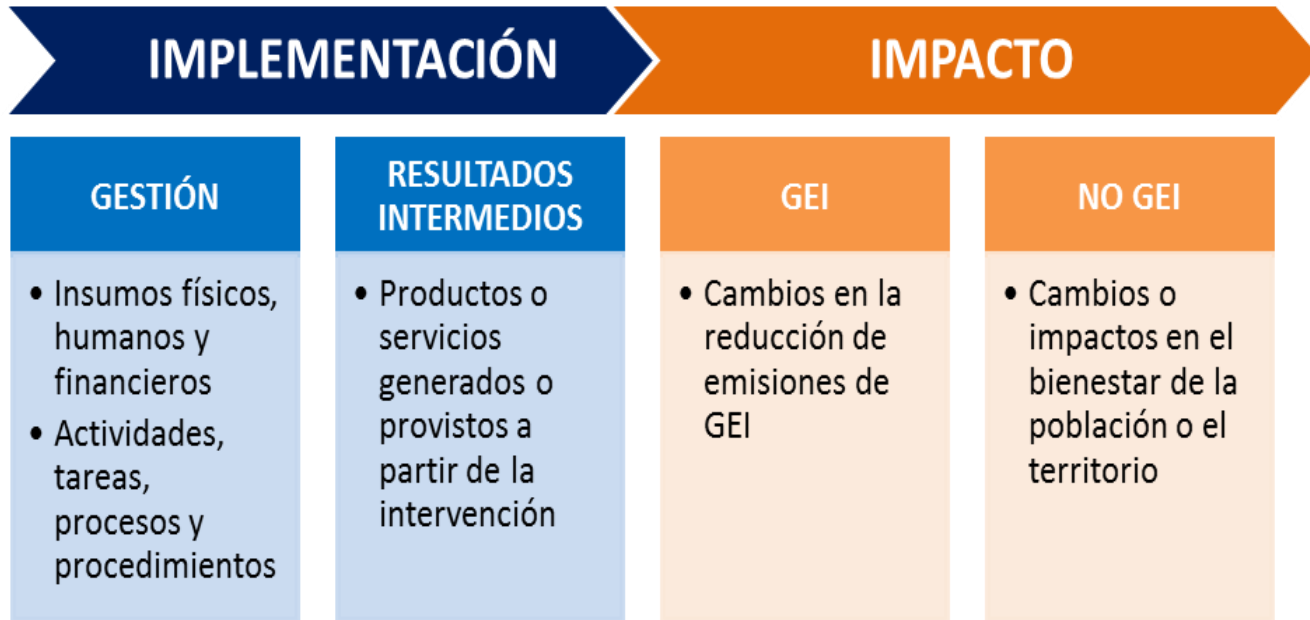 IMPLEMENTACIÓN
IMPACTO
GESTIÓN
• Insumos físicos,
humanos y
financieros
• Actividades,
tareas,
procesos y
procedimientos
RESULTADOS
INTERMEDIOS
• Productos o
servicios
generados o
provistos a
partir de la
intervención
GEI
• Cambios en la
reducción de
emisiones de
GEI
NO GEI
• Cambios o
impactos en el
bienestar de la
población o el
territorio